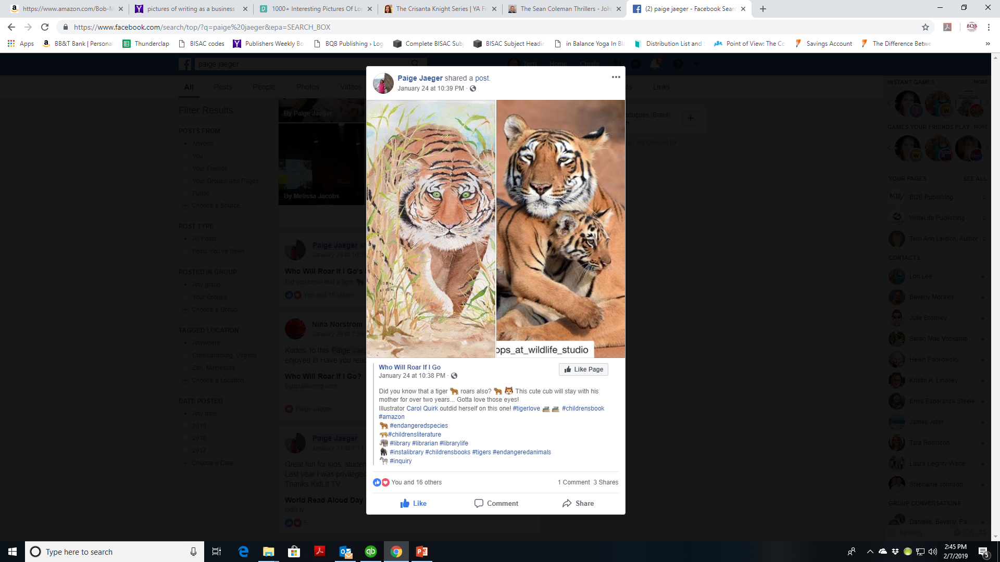 https://www.amazon.com/Bob-M
pictures of writing as a business
1000+ Interesting Pictures Of Lo
The Crisanta Knight Series | YA Fi
The Sean Coleman Thrillers - Joh
(2) paige jaeger - Facebook Searc
https://www.facebook.com/search/top/?q=paige%20jaeger&epa=SEARCH_BOX
Apps
BB&T Bank | Persona
Thunderclap
BISAC codes
Publishers Weekly Bo
BQB Publishing › Log
Complete BISAC Subj
BISAC Subject Headin
in Balance Yoga In Bla
Distribution List and
Point of View: The Co
Savings Account
The Difference Betwe
paige jaeger
Terri
Home
Create
All
Posts
People
Photos
Videos
Links
Filter Results
POSTS FROM
Anyone
You
Your Friends
Your Groups and Pages
Public
Choose a Source...
POST TYPE
All Posts
Posts You've Seen
POSTED IN GROUP
Any group
Your Groups
Choose a Group...
TAGGED LOCATION
Anywhere
Christiansburg, Virginia
Zim, Minnesota
Choose a Location...
DATE POSTED
Any date
2019
2018
2017
Choose a Date...
By Paige Jaeger
By Melissa Jacobs
Paige Jaeger
January 24 at 10:3
Who Will Roar If I Go's
Did you know that a tiger
You and 16 others
Nina Norstrom
January 29 at 7:50
Kudos, to this Paige Jae
enjoyed it! Have you rea
Who Will Roar If I Go?
bqbpublishing.com
Paige Jaeger
Paige Jaeger
January 31 at 7:14
Great fun for kids, studen
Last year I was privileged
Thanks KidLit TV
World Read Aloud Day
kidlit.tv
5
Paige Jaeger shared a post.
January 24 at 10:39 PM ·
ops_at_wildlife_studio
Who Will Roar If I Go
January 24 at 10:38 PM ·
Like Page
Did you know that a tiger 🐅 roars also? 🐅 🐯 This cute cub will stay with his
mother for over two years... Gotta love those eyes!
Illustrator Carol Quirk outdid herself on this one! #tigerlove 📚 📚 #childrensbook
#amazon
🐅 #endangeredspecies
🐆#childrensliterature
🐘 #library #librarian #librarylife
🦍 #instalibrary #childrensbooks #tigers #endangeredanimals
🦓 #inquiry
You and 16 others
1 Comment 3 Shares
Like
Comment
Share
Português (Brasil)
Ad Choices
INSTANT GAMES
MORE
GAMES YOUR FRIENDS PLAY
MORE
YOUR PAGES
SEE ALL
BQB Publishing
WriteLife Publishing
Terri Ann Leidich, Author
CONTACTS
Lori Lee
Beverly Morales
Julie Bromley
Sarah Mae Voskamp
Helen Pankowsky
Kristin A. Lindsey
Erika Esperanza Steele
James Jeter
Tara Robinson
Laura Leighty Wade
Stephanie Johnson
GROUP CONVERSATIONS
Danielle, Beverly, Pa...
Search
Type here to search
2:45 PM
2/7/2019
5